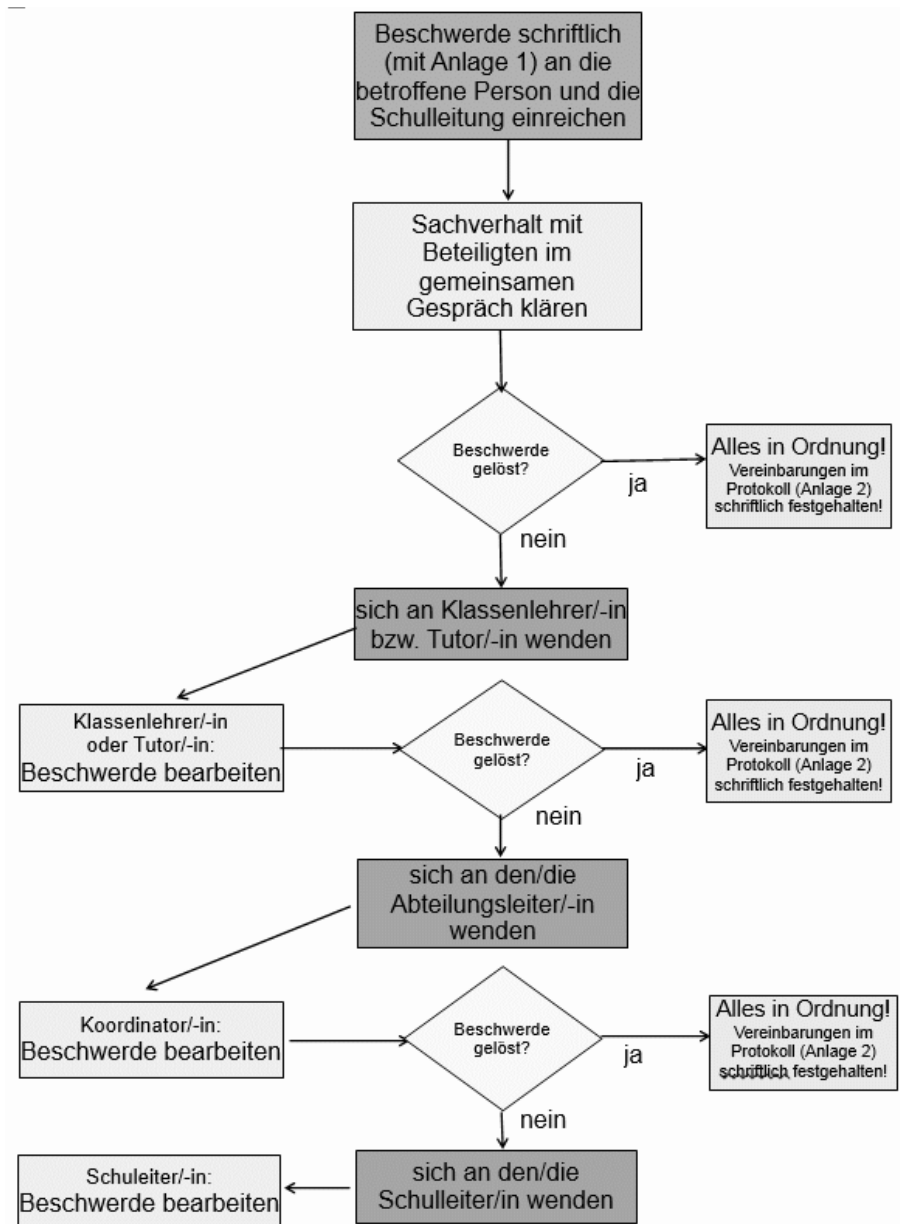 Beschwerde schriftlich
(mit Anlage 1) an die
betroffene Person und die
Schulleitung einreichen
Sachverhalt mit
Beteiligten im
gemeinsamen
Gespräch klären
Beschwerde
gelöst?
ja
Alles in Ordnung!
Vereinbarungen im
Protokoll (Anlage 2)
schriftlich festgehalten!
nein
sich an Klassenlehrer/-in
bzw. Tutor/-in wenden
Klassenlehrer/-in
oder Tutor/-in:
Beschwerde bearbeiten
Beschwerde
gelöst?
ja
Alles in Ordnung!
Vereinbarungen im
Protokoll (Anlage 2)
schriftlich festgehalten!
nein
sich an den/die
Abteilungsleiter/-in
wenden
Koordinator/-in:
Beschwerde bearbeiten
Beschwerde
gelöst?
ja
Alles in Ordnung!
Vereinbarungen im
Protokoll (Anlage 2)
schriftlich festgehalten!
nein
sich an den/die
Schulleiter/in wenden
Schuleiter/-in:
Beschwerde bearbeiten